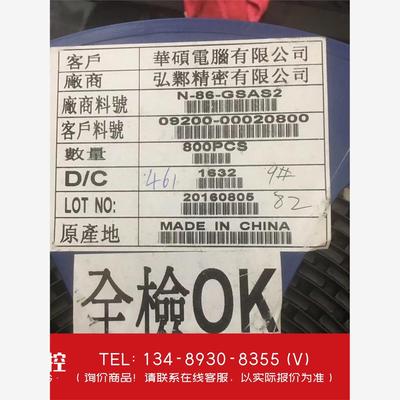 客戶 華碩電腦有限公司
廠商 弘鄴精密有限公司
廠商料號 N-86-GSAS2
客戶料號 09200-00020800
數量 800PCS
D/C 461 1632 9#
LOT NO: 20160805 82
原產地 MADE IN CHINA
全檢OK
控 TEL: 134-8930-8355 (V)
(询价商品! 请联系在线客服, 以实际报价为准)